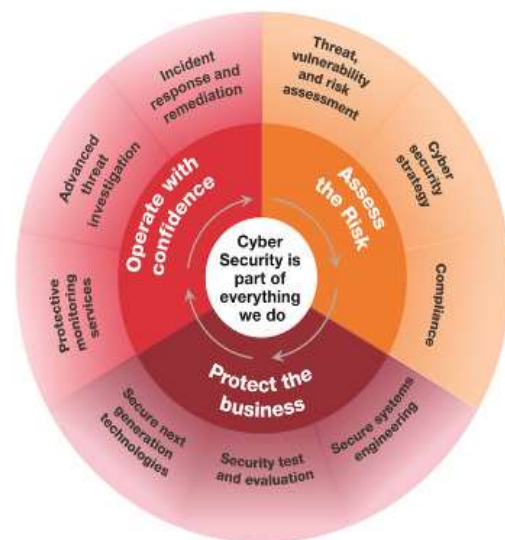 Cyber
Security is
part of
everything
we do
Assess
the Risk
Threat,
vulnerability
and risk
assessment
Cyber
security
strategy
Compliance
Protect the
business
Secure systems
engineering
Security test
and evaluation
Secure next
generation
technologies
Operate with
confidence
Protective
monitoring
services
Advanced
threat
investigation
Incident
response and
remediation